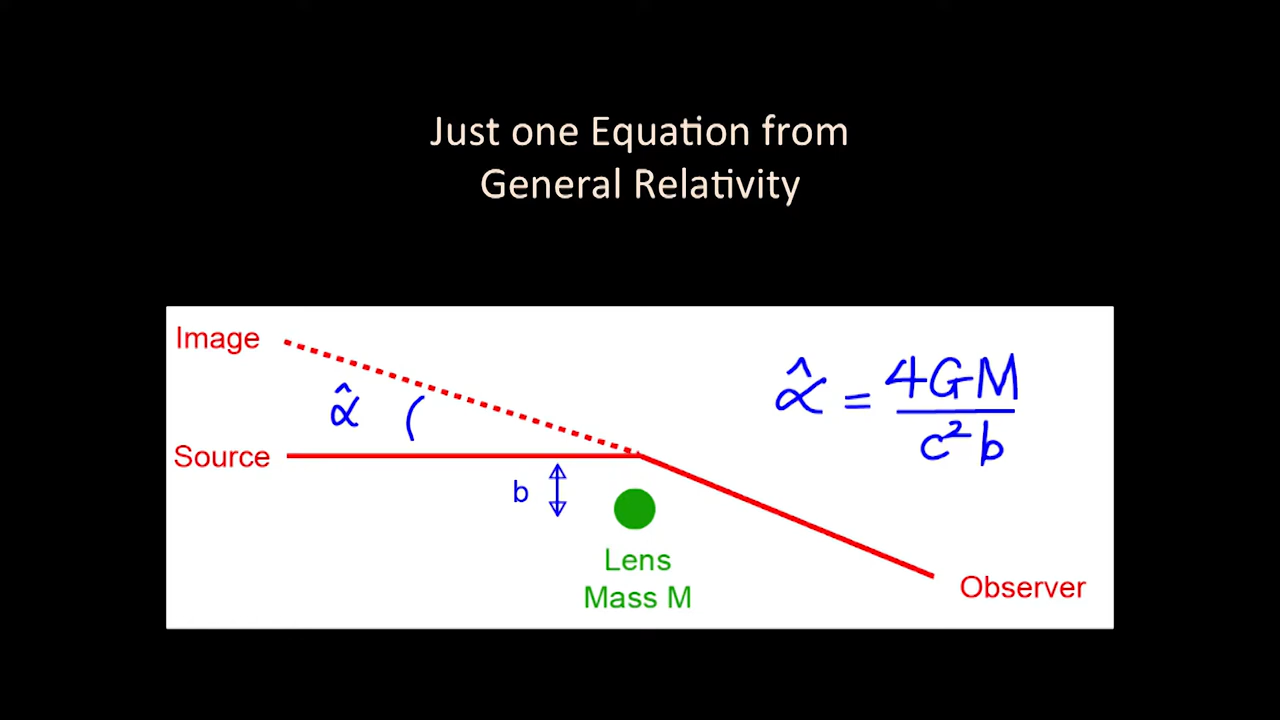 Just one Equation from
General Relativity
Image
α̂
α̂ = 4GM / c²b
Source
b
Lens
Mass M
Observer